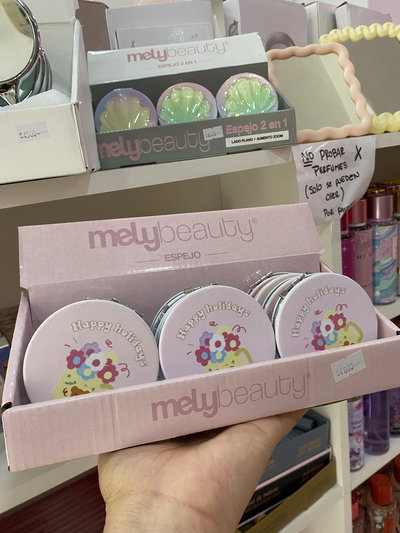 melybeauty®
ESPEJO 2 EN 1
melybeauty
Espejo 2 en 1
LADO PLANO + AUMENTO ZOOM
NO PROBAR X
PERFUMES
(SOLO SE PUEDEN
OLER)
melybeauty®
ESPEJO
Happy holidays
Happy holidays
Happy holidays
melybeauty®